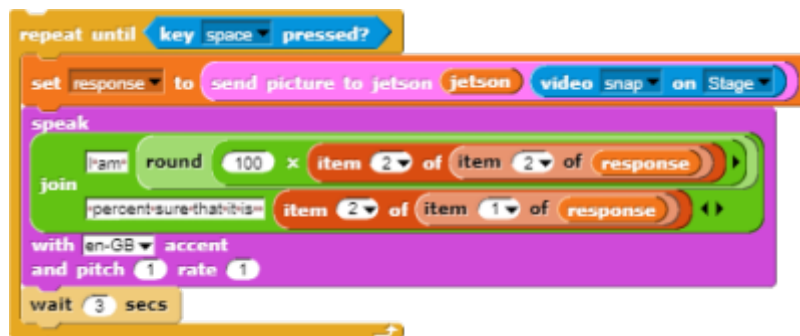 repeat until key space pressed?
set response to send picture to jetson jetson video snap on Stage
speak
I·am· round 100 × item 2 of item 2 of response
join
·percent·sure·that·it·is·· item 2 of item 1 of response
with en-GB accent
and pitch 1 rate 1
wait 3 secs